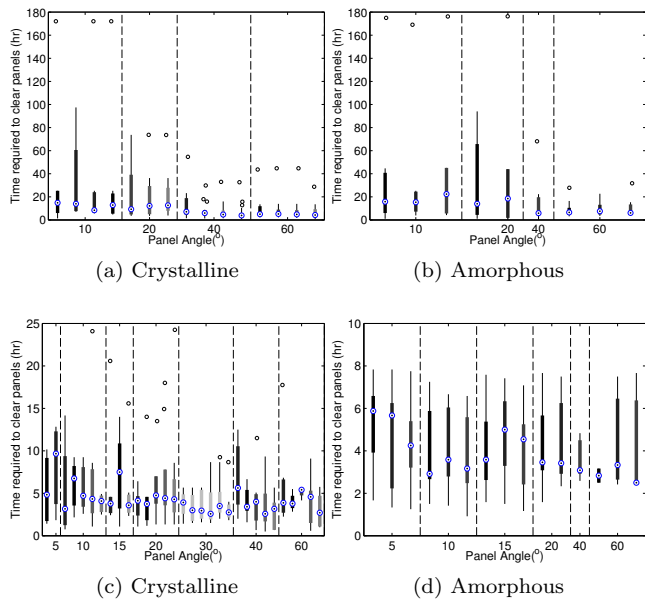 180
160
140
120
100
80
60
40
20
0
Time required to clear panels (hr)
10 20 40 60
Panel Angle(°)
(a) Crystalline
180
160
140
120
100
80
60
40
20
0
Time required to clear panels (hr)
10 20 40 60
Panel Angle(°)
(b) Amorphous
25
20
15
10
5
0
Time required to clear panels (hr)
5 10 15 20 30 40 60
Panel Angle(°)
(c) Crystalline
10
8
6
4
2
0
Time required to clear panels (hr)
5 10 15 20 40 60
Panel Angle(°)
(d) Amorphous